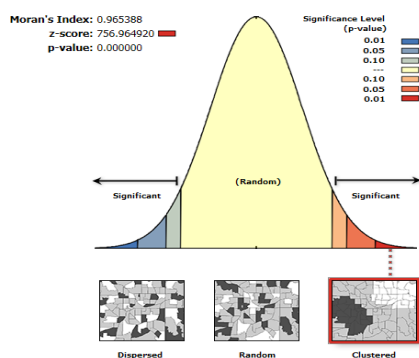 Moran's Index: 0.965388
z-score: 756.964920
p-value: 0.000000
Significance Level
(p-value)
0.01
0.05
0.10
---
0.10
0.05
0.01
(Random)
Significant
Significant
Dispersed
Random
Clustered